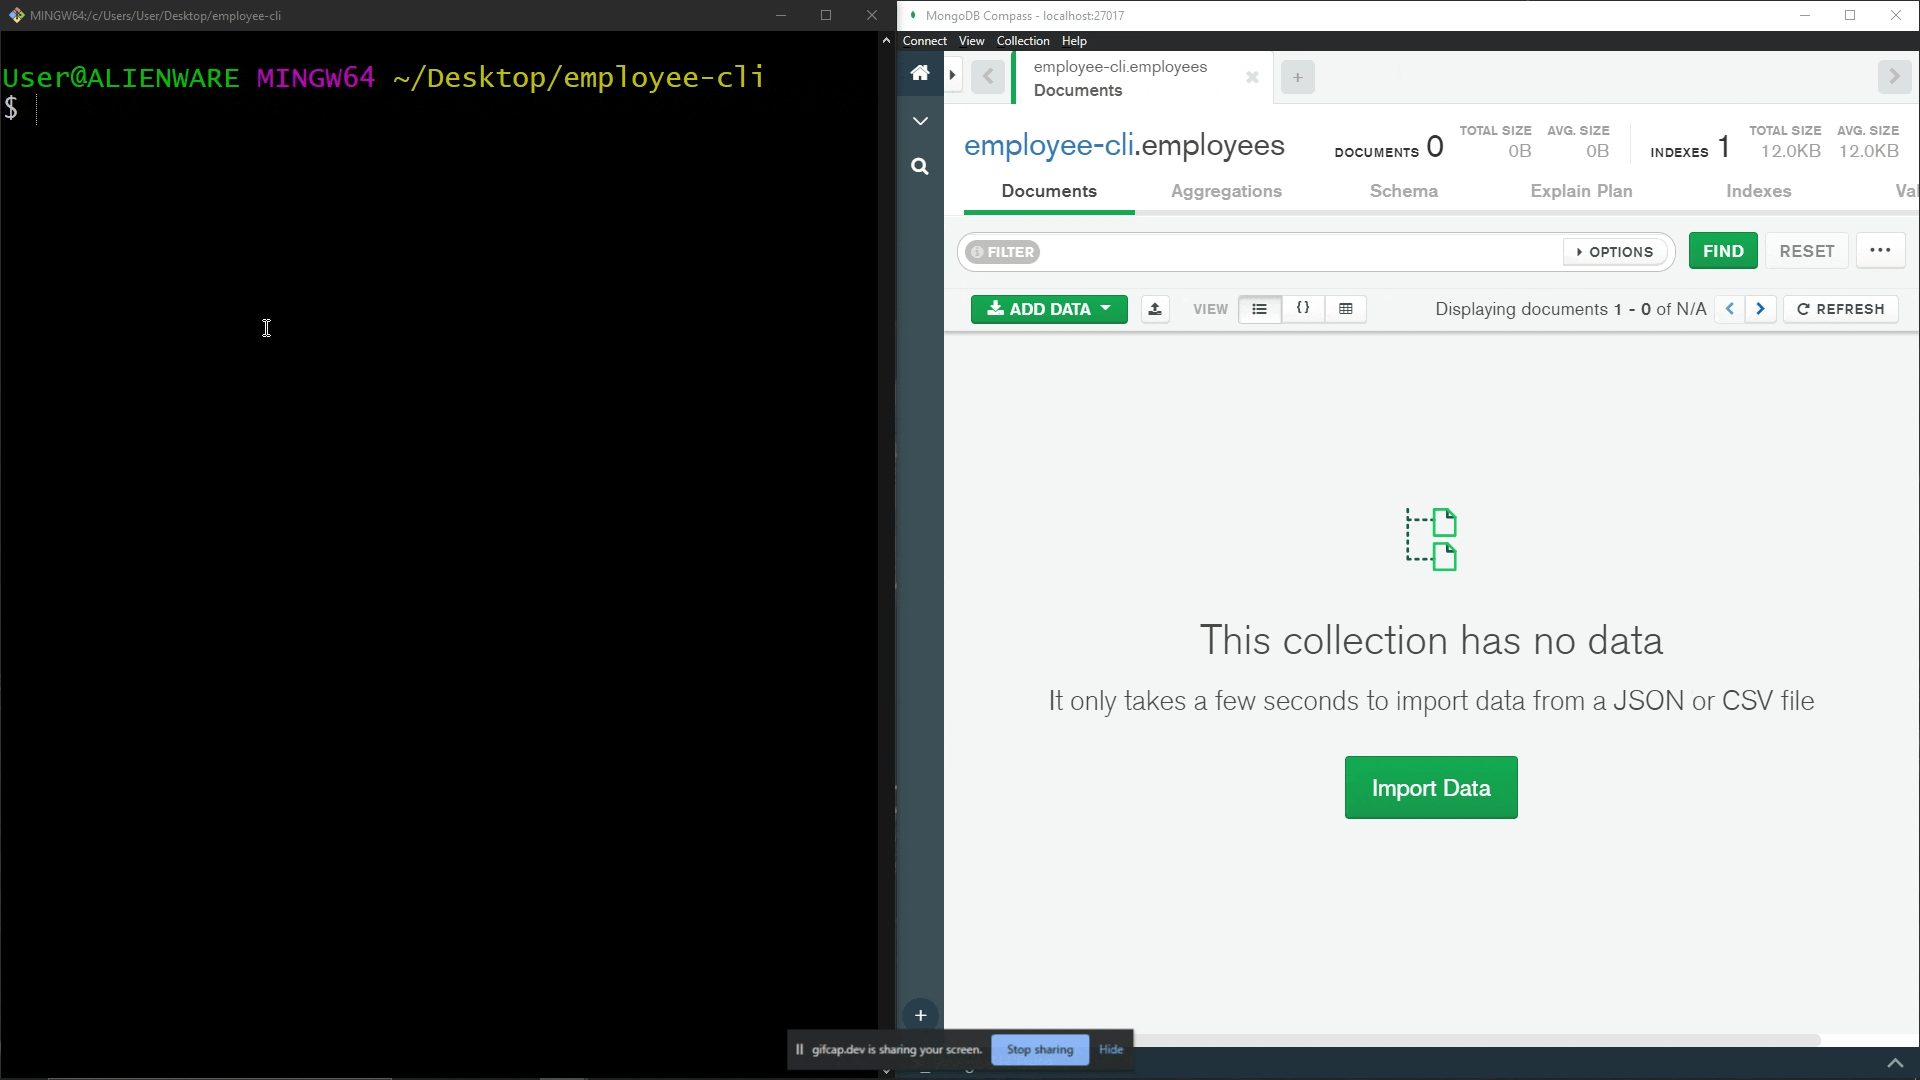 MINGW64:/c/Users/User/Desktop/employee-cli
User@ALIENWARE MINGW64 ~/Desktop/employee-cli
$
MongoDB Compass - localhost:27017
Connect View Collection Help
employee-cli.employees
Documents
employee-cli.employees
DOCUMENTS 0
TOTAL SIZE
0B
AVG. SIZE
0B
INDEXES 1
TOTAL SIZE
12.0KB
AVG. SIZE
12.0KB
Documents Aggregations Schema Explain Plan Indexes Val
FILTER
OPTIONS
FIND
RESET
ADD DATA
VIEW
{}
Displaying documents 1 - 0 of N/A
REFRESH
This collection has no data
It only takes a few seconds to import data from a JSON or CSV file
Import Data
gifcap.dev is sharing your screen. Stop sharing Hide